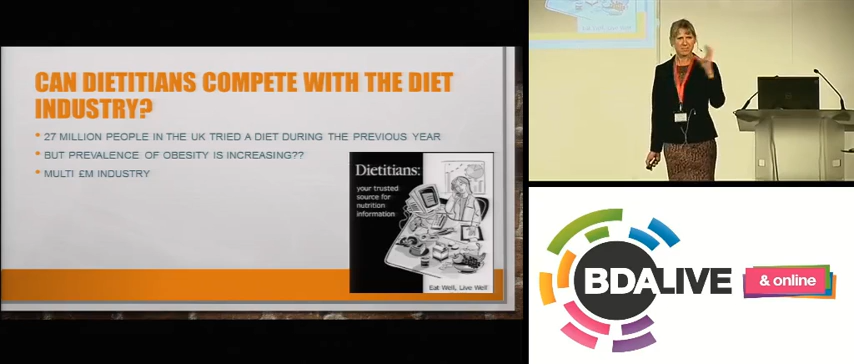 CAN DIETITIANS COMPETE WITH THE DIET
INDUSTRY?
27 MILLION PEOPLE IN THE UK TRIED A DIET DURING THE PREVIOUS YEAR
BUT PREVALENCE OF OBESITY IS INCREASING??
MULTI £M INDUSTRY
Dietitians:
your trusted
source for
nutrition
information
Eat Well, Live Well
BDALIVE
& online